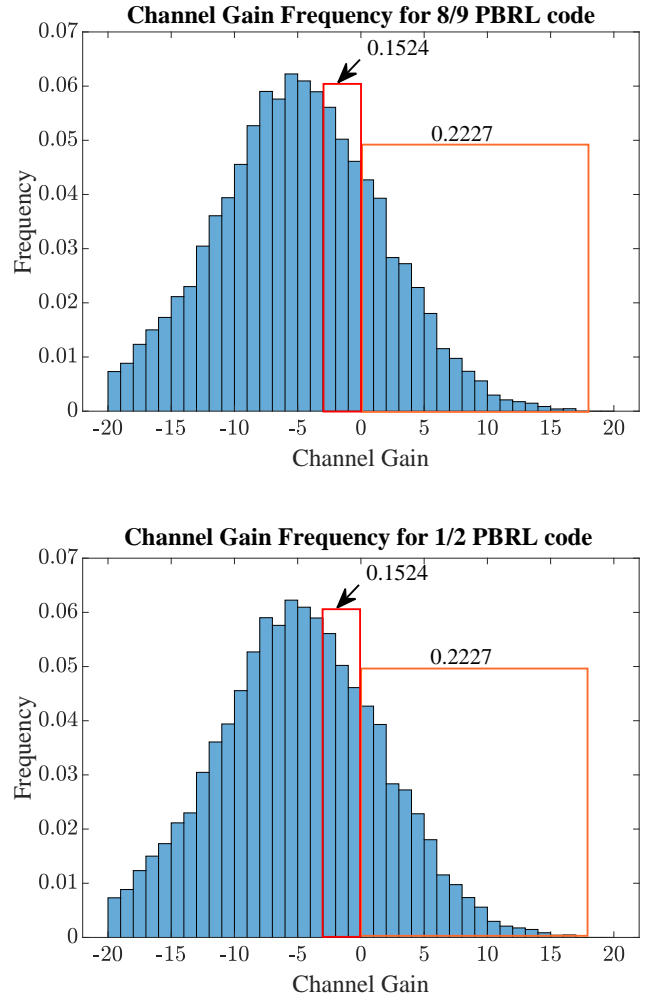 Channel Gain Frequency for 8/9 PBRL code
0.07
0.06
0.05
0.04
0.03
0.02
0.01
0
Frequency
0.1524
0.2227
-20 -15 -10 -5 0 5 10 15 20
Channel Gain
Channel Gain Frequency for 1/2 PBRL code
0.07
0.06
0.05
0.04
0.03
0.02
0.01
0
Frequency
0.1524
0.2227
-20 -15 -10 -5 0 5 10 15 20
Channel Gain